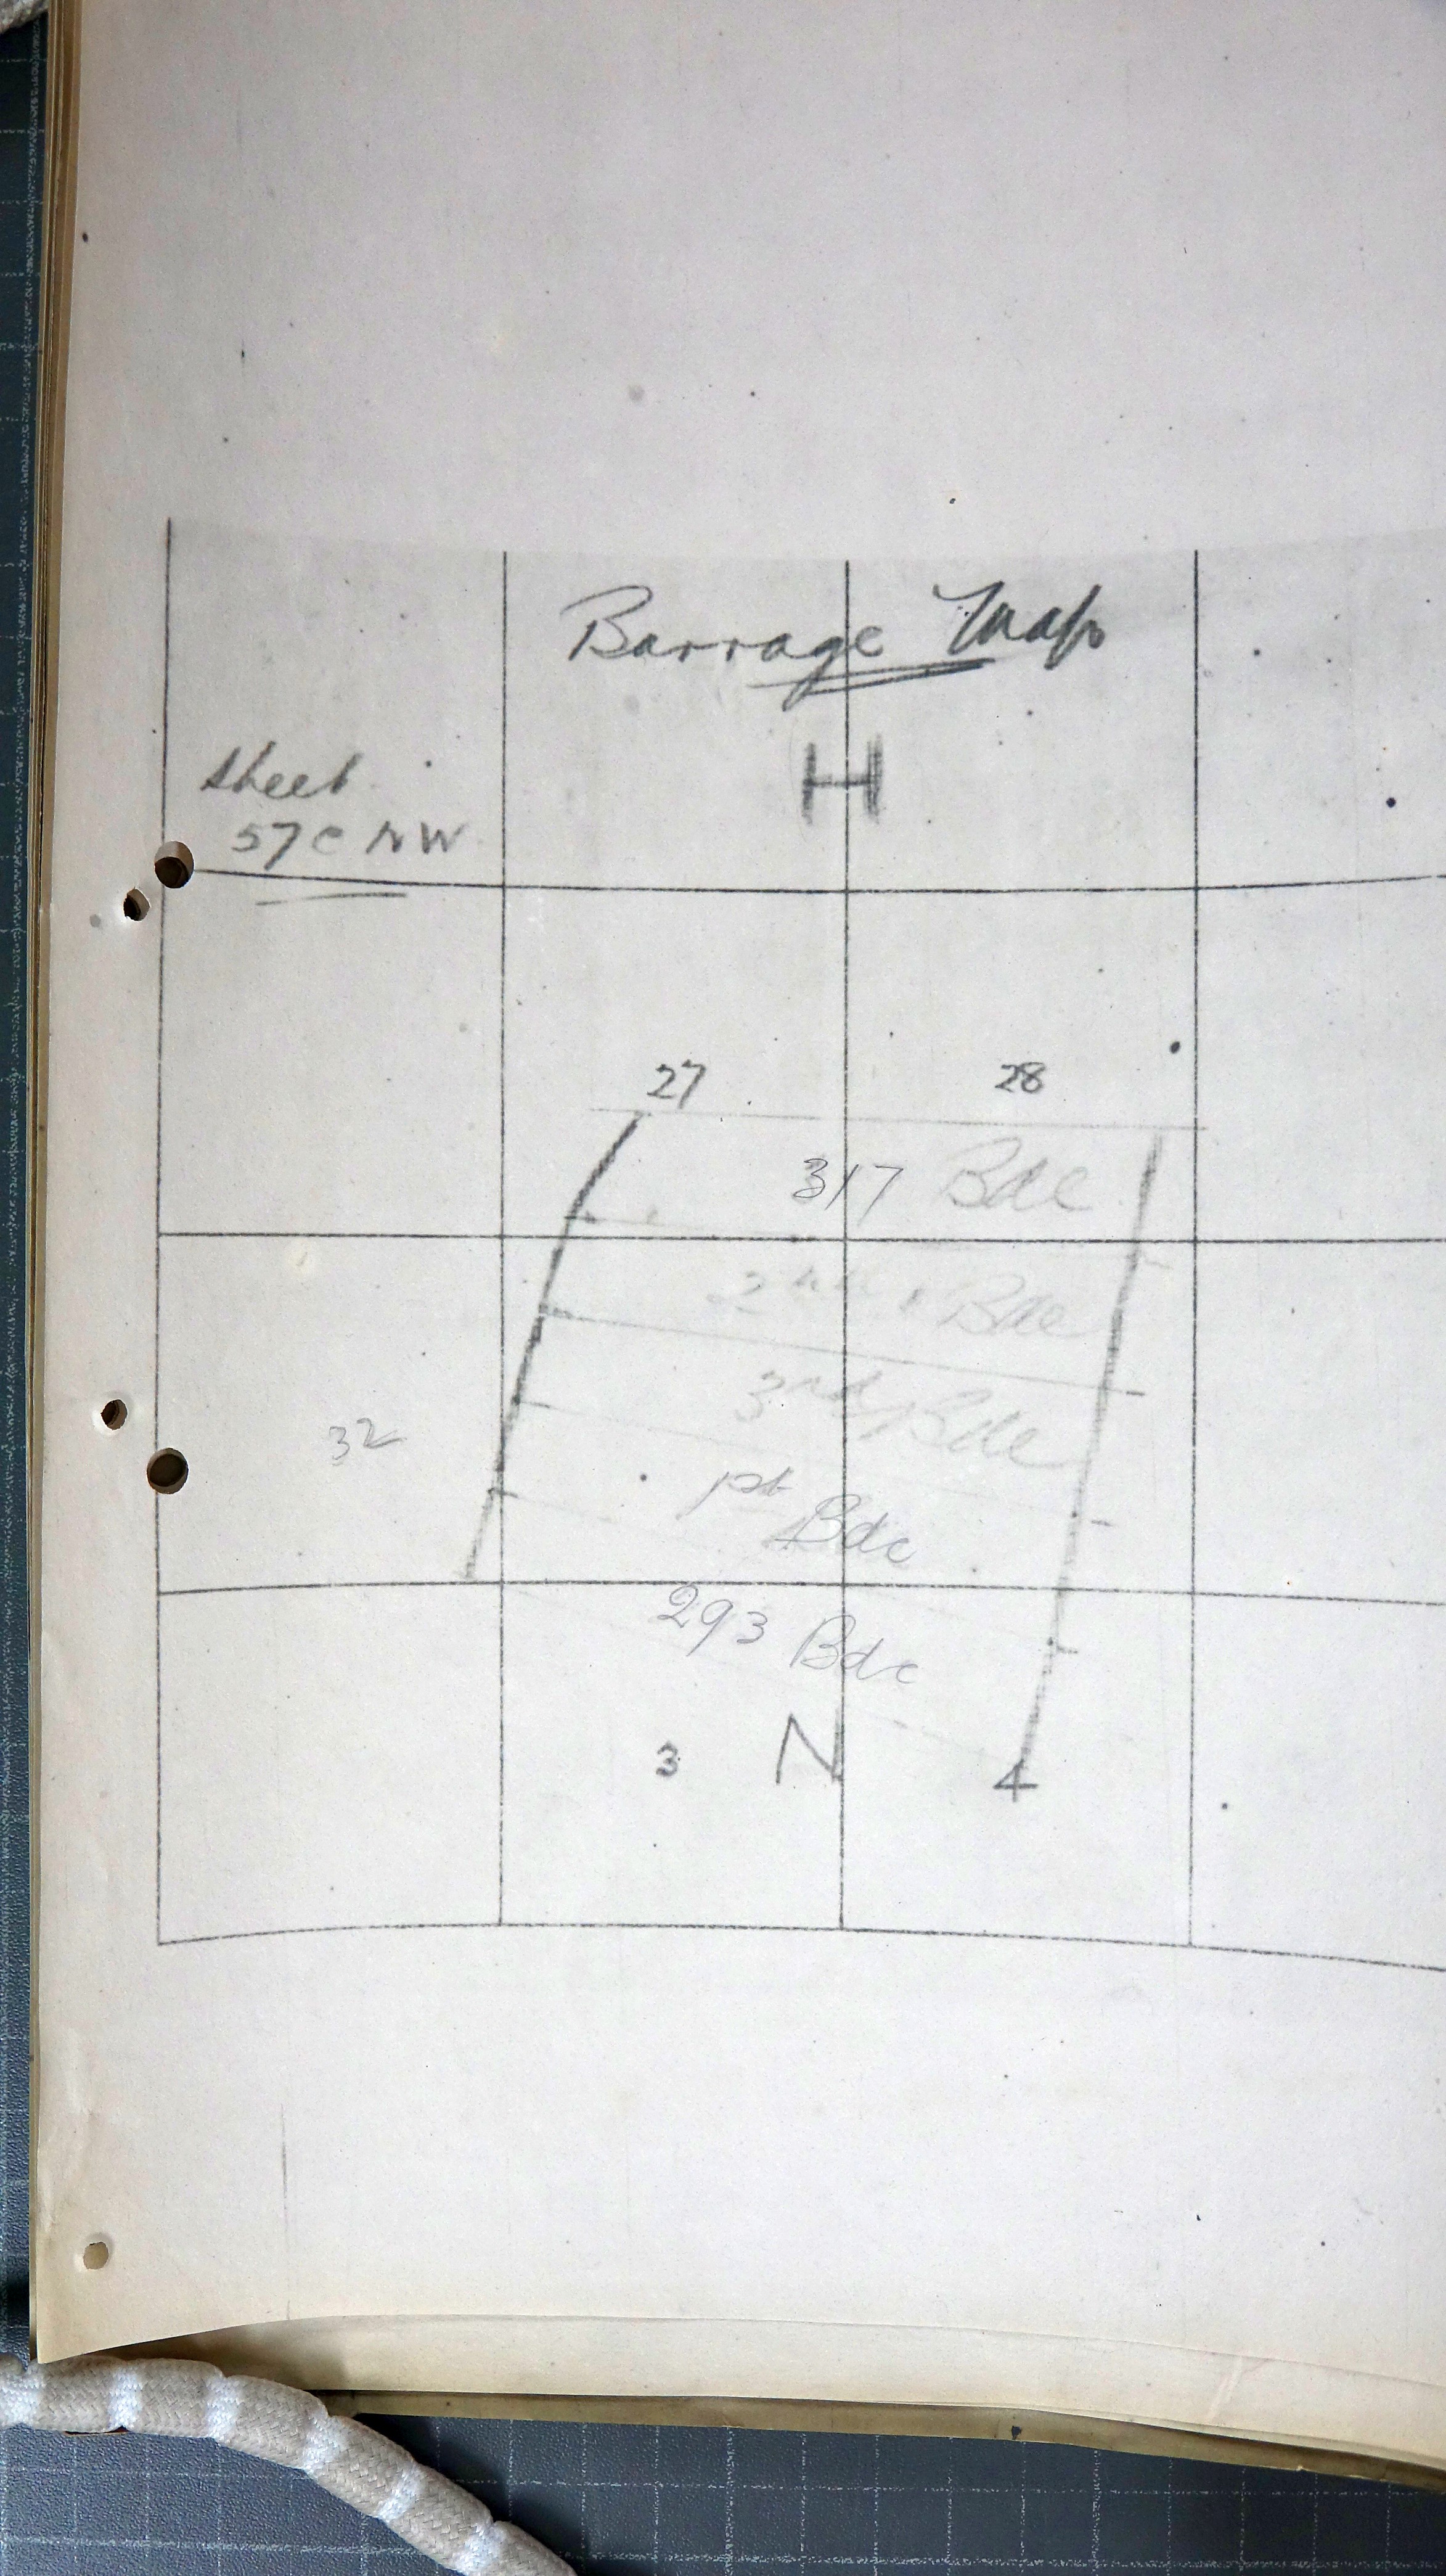 Barrage Map
H
Sheet
57C NW
27 28
317 Bde
2nd Bde
3rd Bde
32
1st
Bde
293 Bde
3 N 4